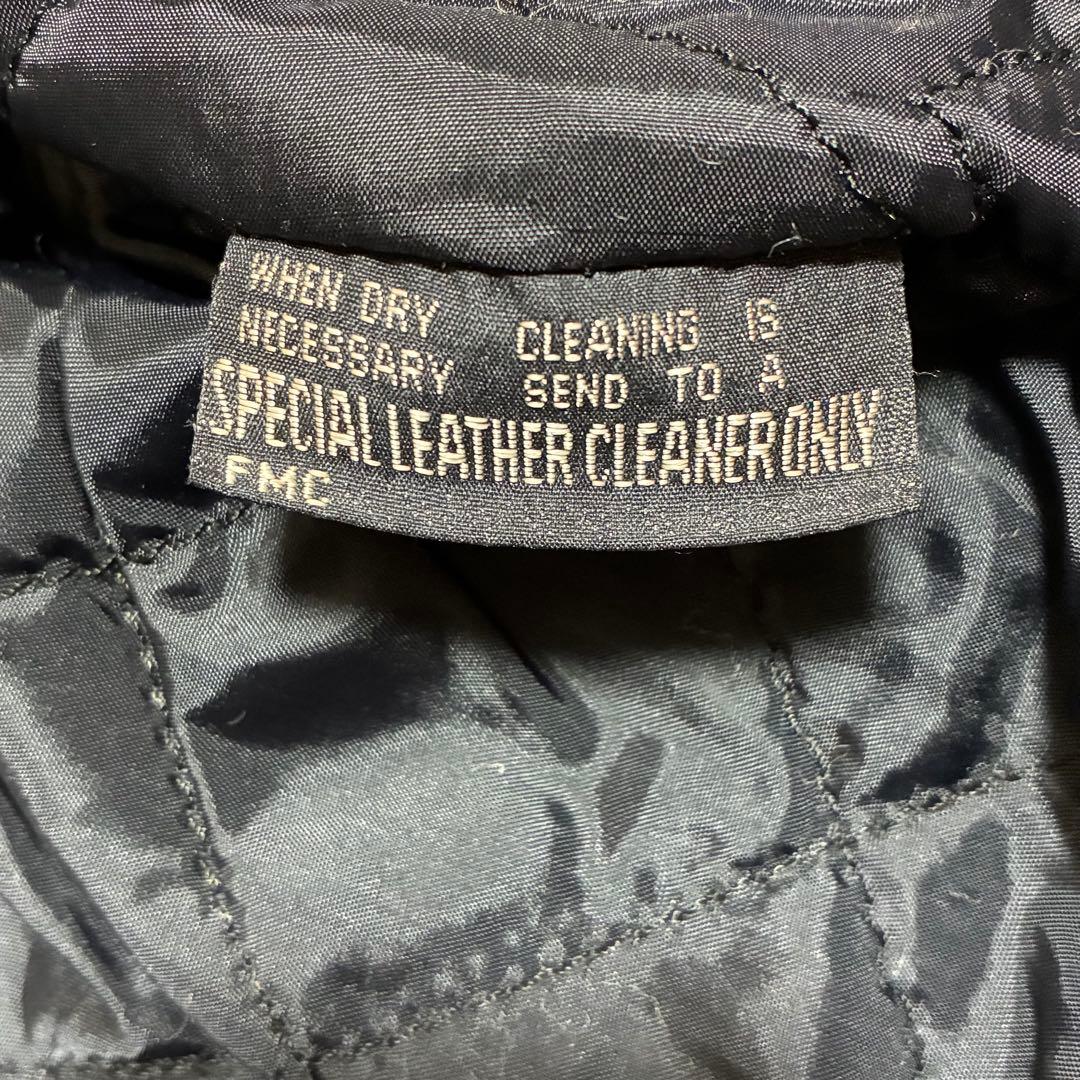 WHEN DRY CLEANING IS
NECESSARY SEND TO A
SPECIAL LEATHER CLEANER ONLY
FMC